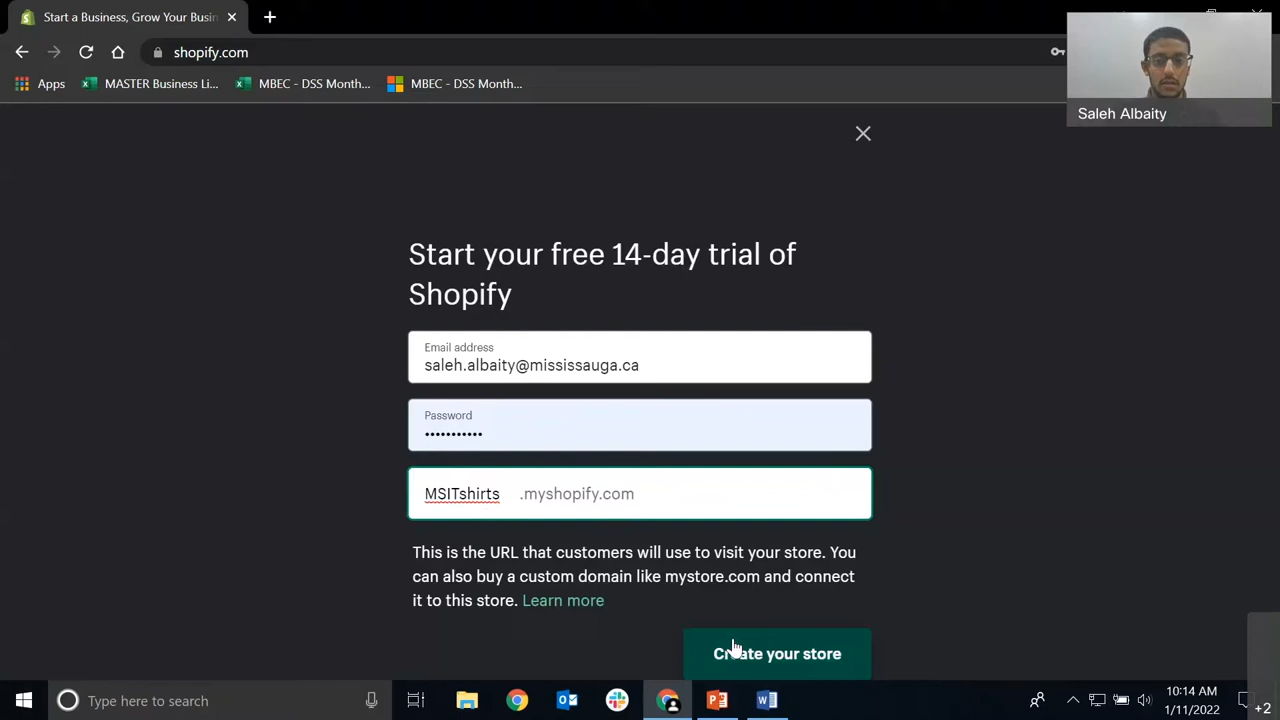 Start a Business, Grow Your Busin
shopify.com
Apps
MASTER Business Li...
MBEC - DSS Month...
MBEC - DSS Month...
Saleh Albaity
Start your free 14-day trial of
Shopify
Email address
saleh.albaity@mississauga.ca
Password
•••••••••••
MSITshirts .myshopify.com
This is the URL that customers will use to visit your store. You
can also buy a custom domain like mystore.com and connect
it to this store. Learn more
Create your store
Type here to search
10:14 AM
1/11/2022
+2